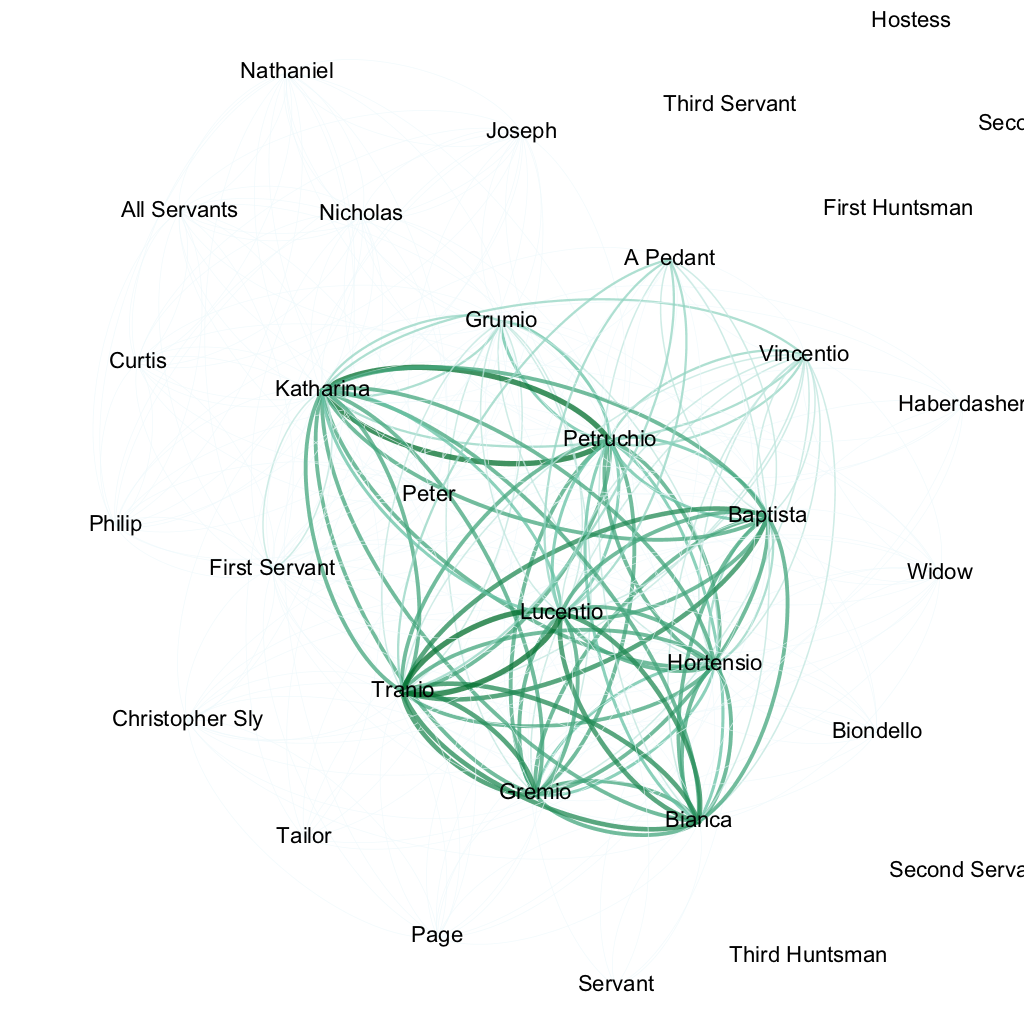 Hostess
Nathaniel
Third Servant
Seco
Joseph
All Servants
Nicholas
First Huntsman
A Pedant
Grumio
Vincentio
Curtis
Katharina
Haberdasher
Petruchio
Peter
Baptista
Philip
First Servant
Widow
Lucentio
Hortensio
Tranio
Christopher Sly
Biondello
Gremio
Bianca
Tailor
Second Serva
Page
Third Huntsman
Servant